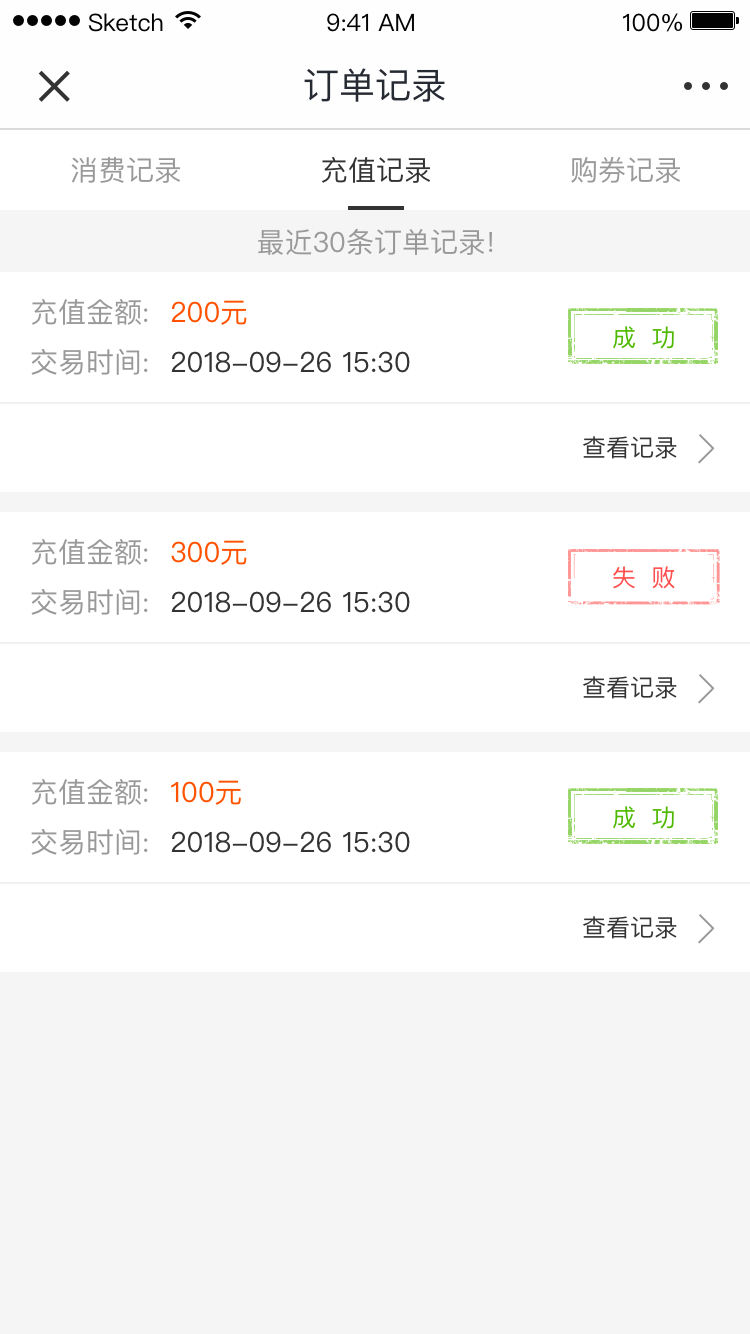 Sketch 9:41 AM 100%
订单记录
消费记录 充值记录 购券记录
最近30条订单记录!
充值金额: 200元
成 功
交易时间: 2018-09-26 15:30
查看记录
充值金额: 300元
失 败
交易时间: 2018-09-26 15:30
查看记录
充值金额: 100元
成 功
交易时间: 2018-09-26 15:30
查看记录